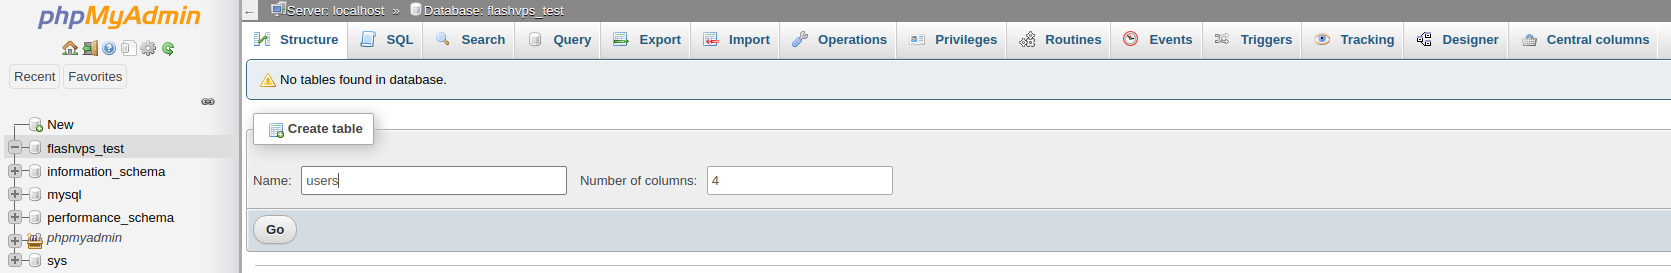 phpMyAdmin
Recent Favorites
New
flashvps_test
information_schema
mysql
performance_schema
phpmyadmin
sys
← Server: localhost » Database: flashvps_test
Structure SQL Search Query Export Import Operations Privileges Routines Events Triggers Tracking Designer Central columns
No tables found in database.
Create table
Name: users Number of columns: 4
Go